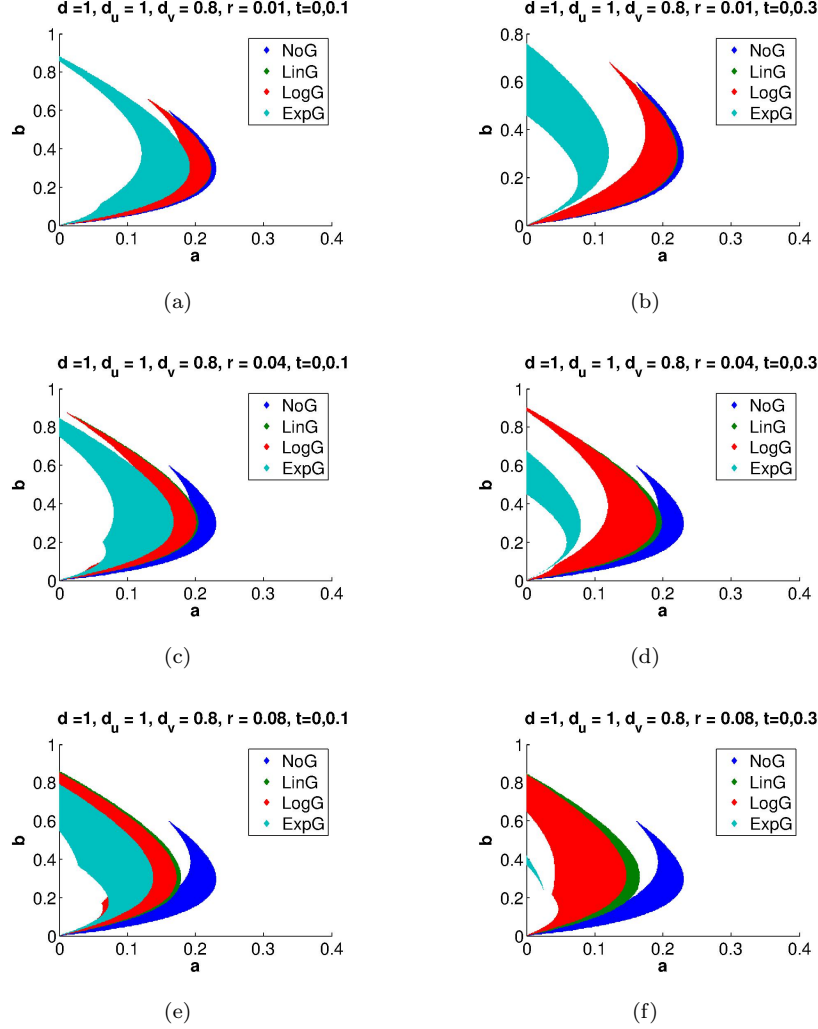 d =1, d_u = 1, d_v = 0.8, r = 0.01, t=0,0.1
1
0.8
0.6
0.4
0.2
0
b
NoG
LinG
LogG
ExpG
0 0.1 0.2 0.3 0.4
a
(a)
d =1, d_u = 1, d_v = 0.8, r = 0.01, t=0,0.3
0.8
0.6
0.4
0.2
0
b
NoG
LinG
LogG
ExpG
0 0.1 0.2 0.3 0.4
a
(b)
d =1, d_u = 1, d_v = 0.8, r = 0.04, t=0,0.1
1
0.8
0.6
0.4
0.2
0
b
NoG
LinG
LogG
ExpG
0 0.1 0.2 0.3 0.4
a
(c)
d =1, d_u = 1, d_v = 0.8, r = 0.04, t=0,0.3
1
0.8
0.6
0.4
0.2
0
b
NoG
LinG
LogG
ExpG
0 0.1 0.2 0.3 0.4
a
(d)
d =1, d_u = 1, d_v = 0.8, r = 0.08, t=0,0.1
1
0.8
0.6
0.4
0.2
0
b
NoG
LinG
LogG
ExpG
0 0.1 0.2 0.3 0.4
a
(e)
d =1, d_u = 1, d_v = 0.8, r = 0.08, t=0,0.3
1
0.8
0.6
0.4
0.2
0
b
NoG
LinG
LogG
ExpG
0 0.1 0.2 0.3 0.4
a
(f)